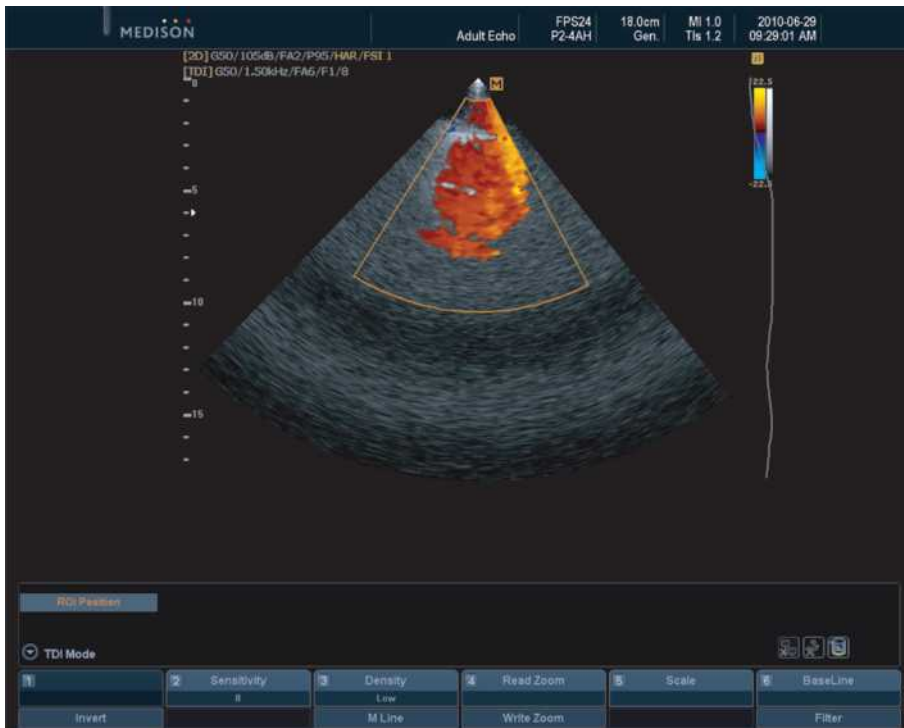 MEDISON
Adult Echo
FPS24
P2-4AH
18.0cm
Gen.
MI 1.0
TIs 1.2
2010-06-29
09:29:01 AM
[2D] G50/105dB/FA2/P95/HAR/FSI 1
[TDI] G50/1.50kHz/FA6/F1/8
M
22.5
-22.5
0
5
10
15
ROI Position
TDI Mode
1
2 Sensitivity
3 Density
4 Read Zoom
5 Scale
6 BaseLine
8
Low
Invert
M Line
Write Zoom
Filter